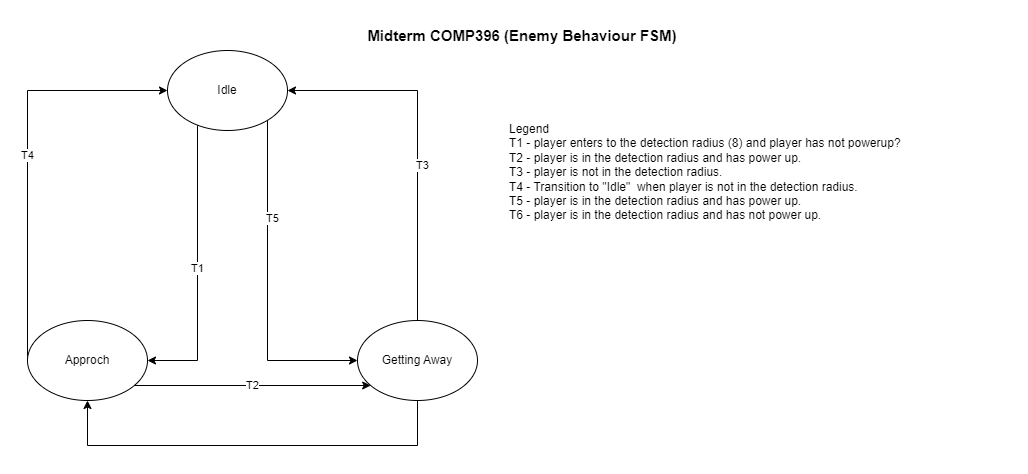 Midterm COMP396 (Enemy Behaviour FSM)
Idle
Legend
T1 - player enters to the detection radius (8) and player has not powerup?
T2 - player is in the detection radius and has power up.
T3 - player is not in the detection radius.
T4 - Transition to "Idle"  when player is not in the detection radius.
T5 - player is in the detection radius and has power up.
T6 - player is in the detection radius and has not power up.
T4
T3
T5
T1
Approch
Getting Away
T2